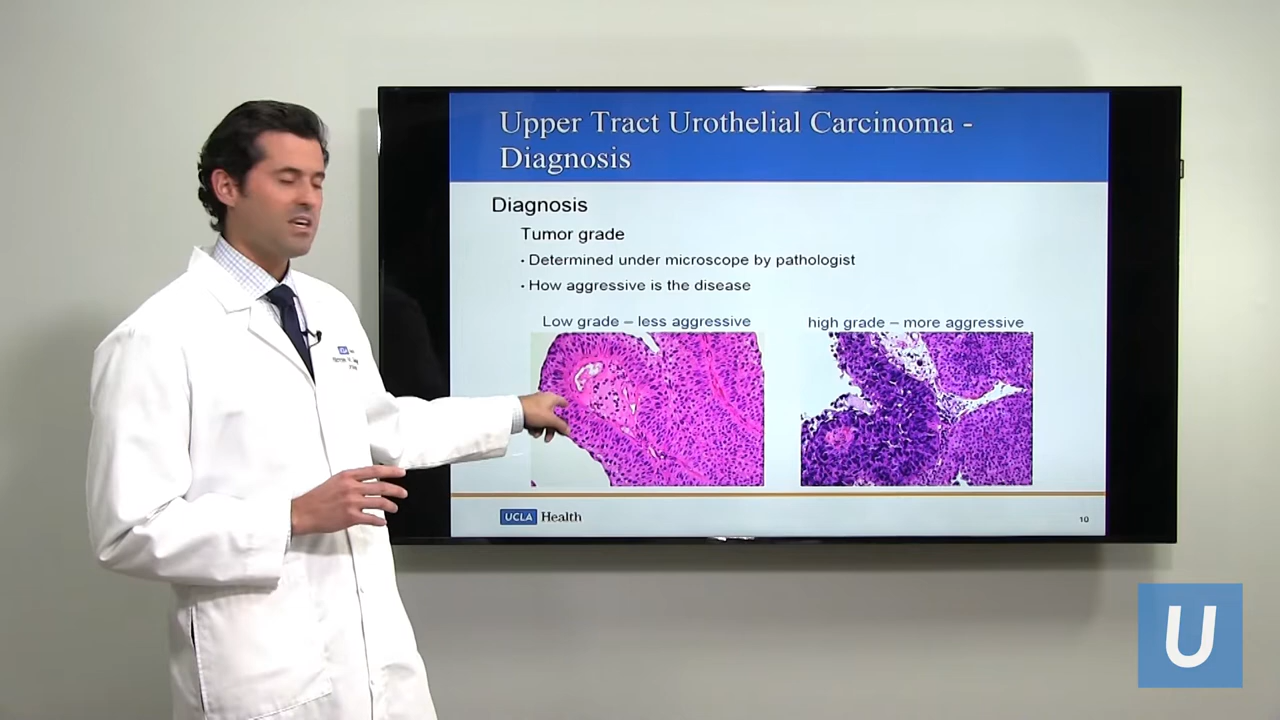 Upper Tract Urothelial Carcinoma -
Diagnosis
Diagnosis
Tumor grade
· Determined under microscope by pathologist
· How aggressive is the disease
Low grade – less aggressive
high grade – more aggressive
UCLA Health
10
U